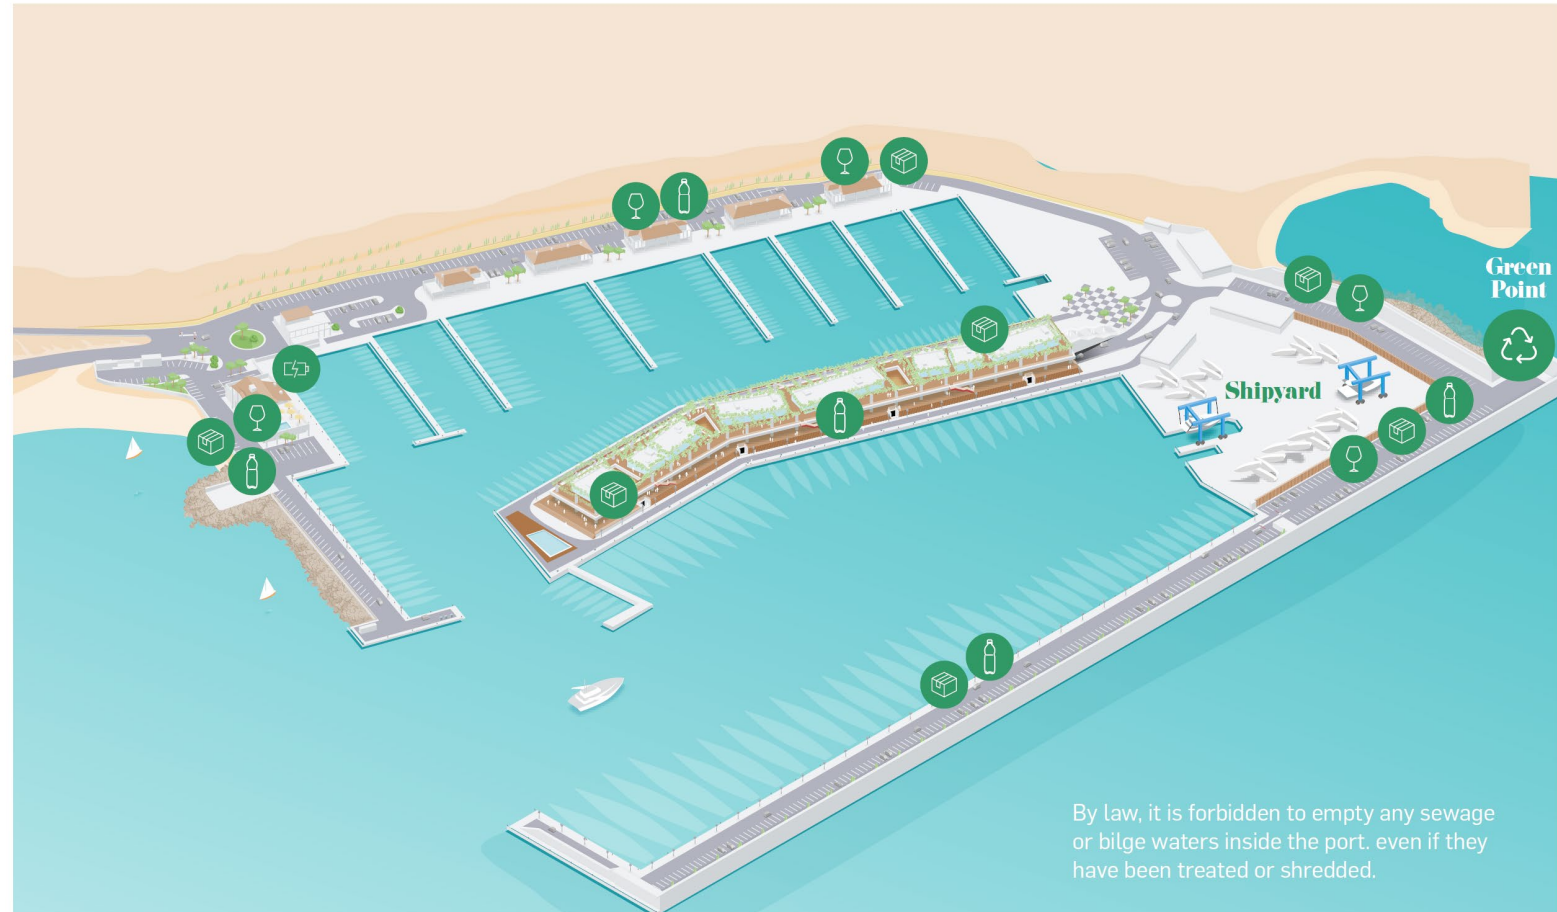 Green
Point
Shipyard
By law, it is forbidden to empty any sewage
or bilge waters inside the port. even if they
have been treated or shredded.